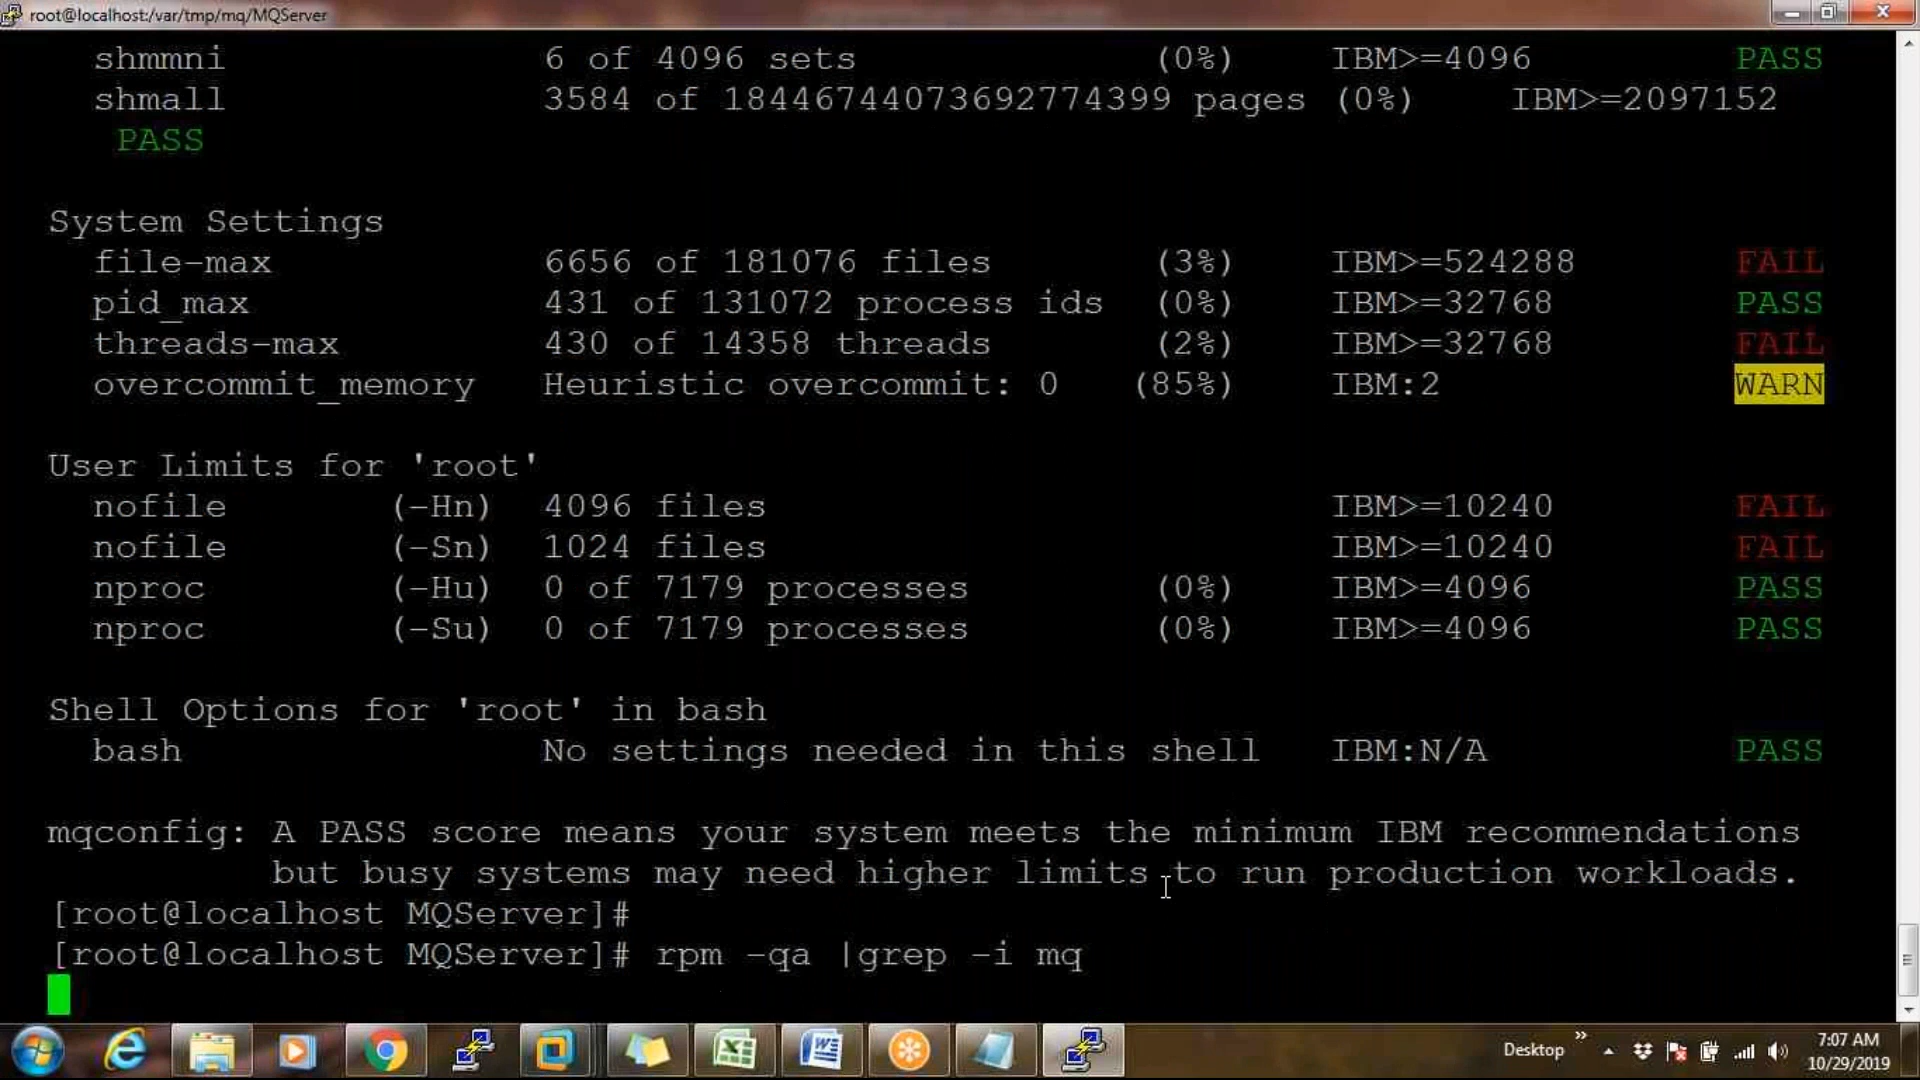 root@localhost:/var/tmp/mq/MQServer
shmmni 6 of 4096 sets (0%) IBM>=4096 PASS
shmall 3584 of 18446744073692774399 pages (0%) IBM>=2097152
PASS
System Settings
file-max 6656 of 181076 files (3%) IBM>=524288 FAIL
pid_max 431 of 131072 process ids (0%) IBM>=32768 PASS
threads-max 430 of 14358 threads (2%) IBM>=32768 FAIL
overcommit_memory Heuristic overcommit: 0 (85%) IBM:2 WARN
User Limits for 'root'
nofile (-Hn) 4096 files IBM>=10240 FAIL
nofile (-Sn) 1024 files IBM>=10240 FAIL
nproc (-Hu) 0 of 7179 processes (0%) IBM>=4096 PASS
nproc (-Su) 0 of 7179 processes (0%) IBM>=4096 PASS
Shell Options for 'root' in bash
bash No settings needed in this shell IBM:N/A PASS
mqconfig: A PASS score means your system meets the minimum IBM recommendations
but busy systems may need higher limits to run production workloads.
[root@localhost MQServer]#
[root@localhost MQServer]# rpm -qa |grep -i mq
Desktop
7:07 AM
10/29/2019